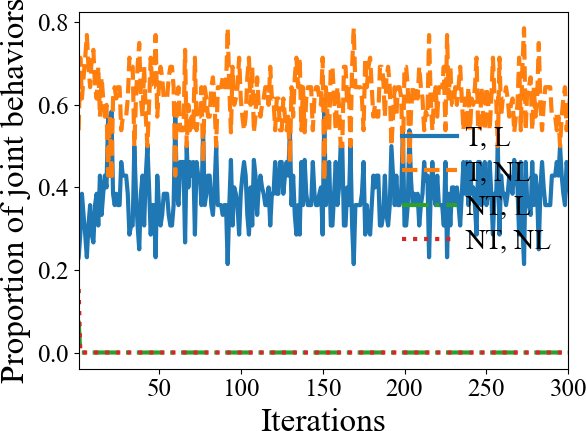 Proportion of joint behaviors
0.8
0.6
0.4
0.2
0.0
T, L
T, NL
NT, L
NT, NL
50
100
150
200
250
300
Iterations